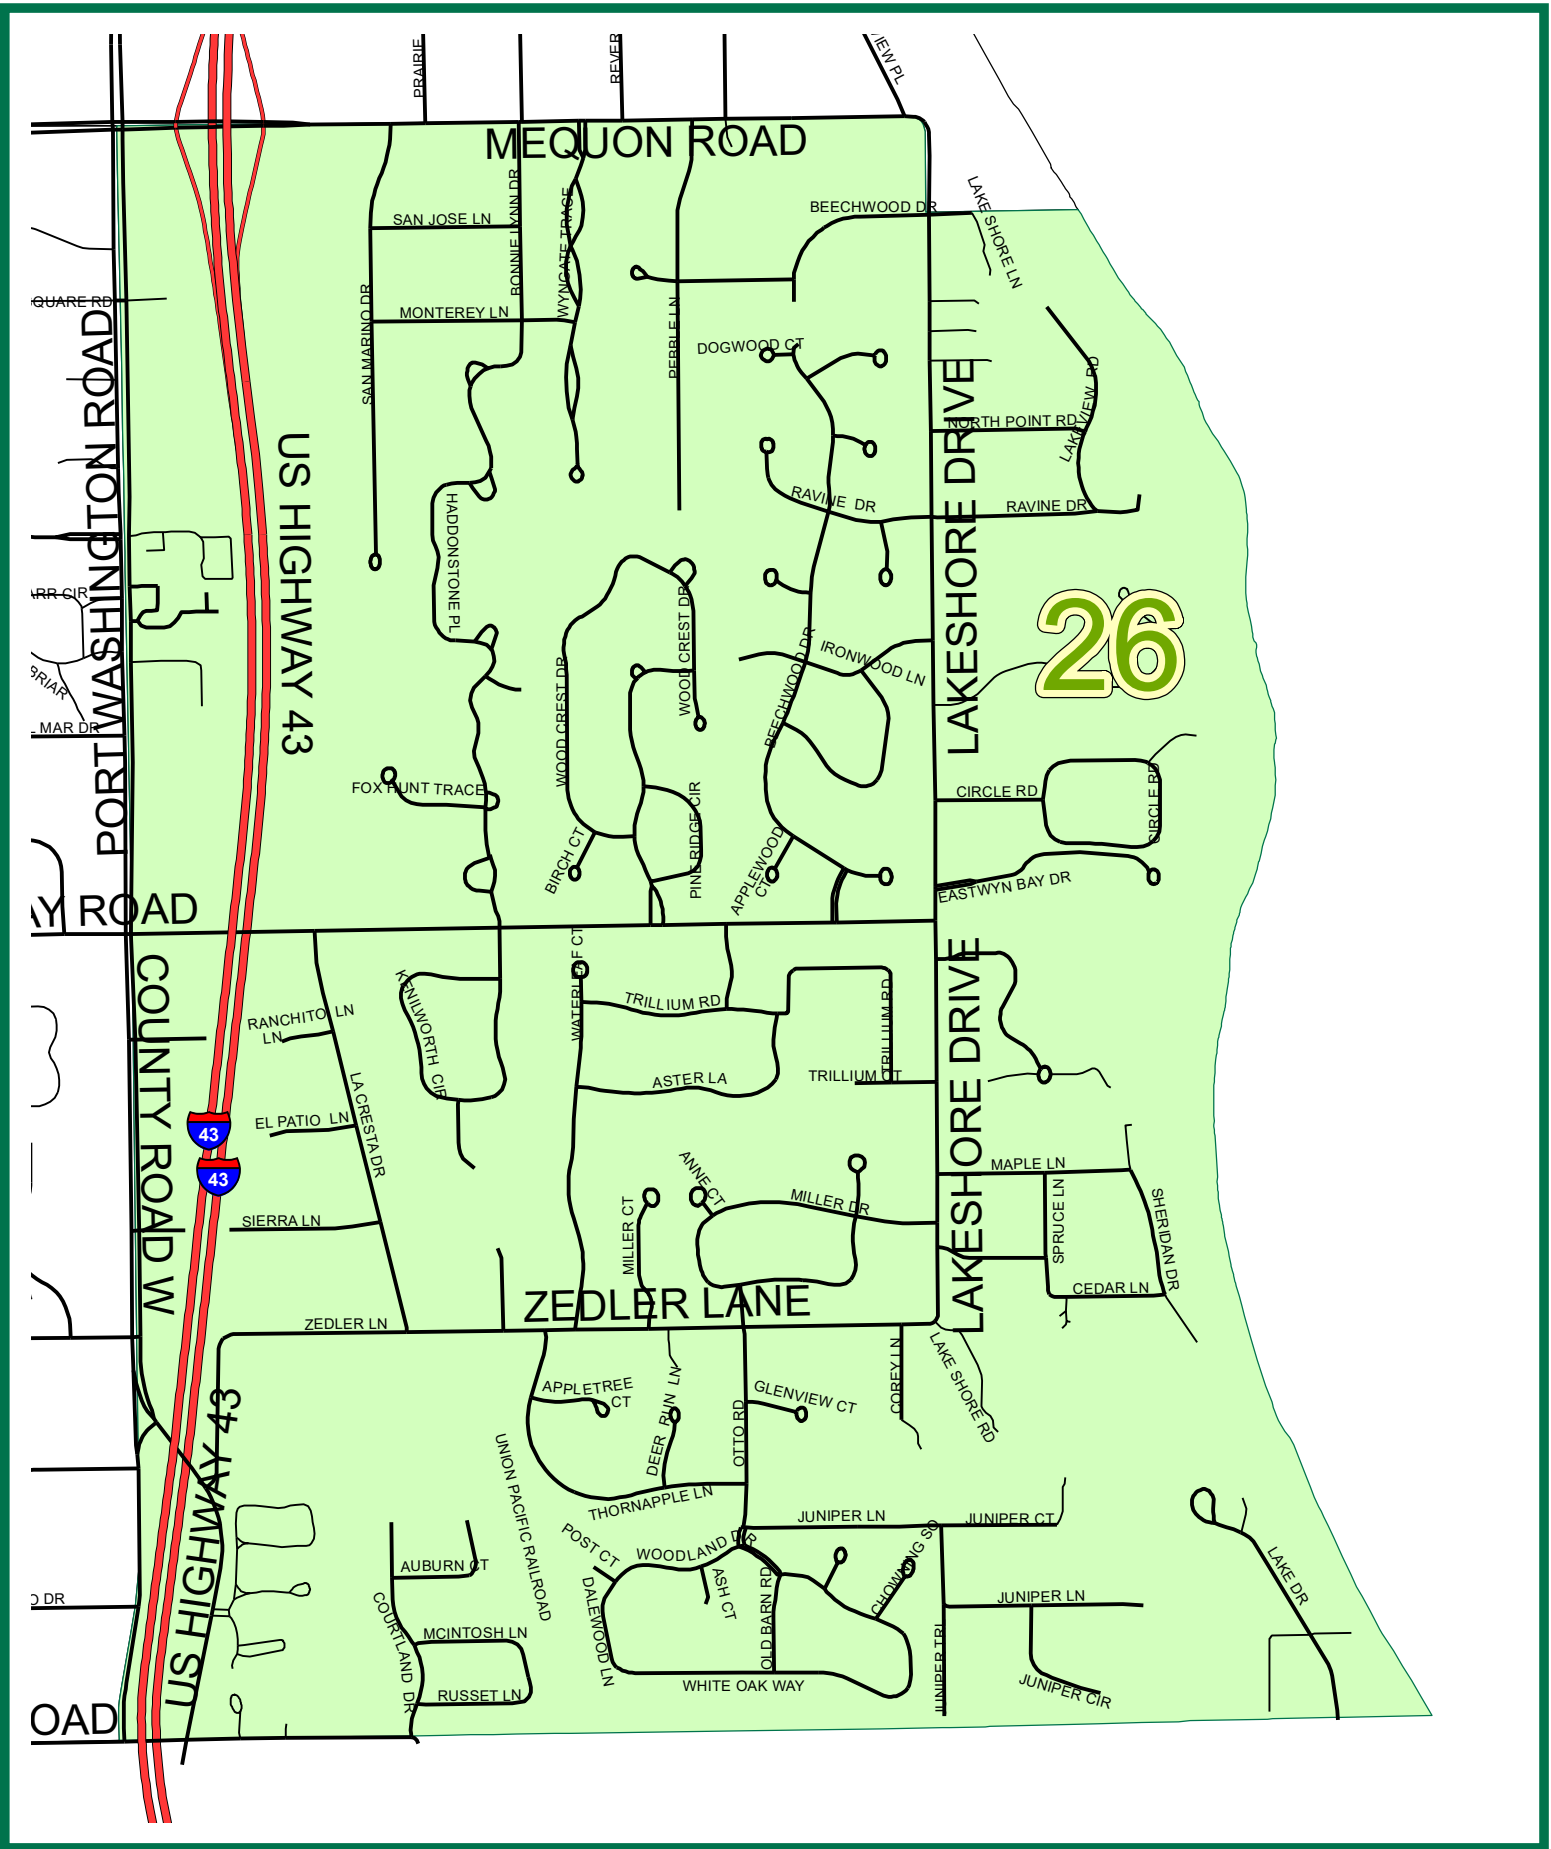 PRAIRIE
REVER
IEW PL
MEQUON ROAD
BEECHWOOD DR
LAKE SHORE LN
SAN JOSE LN
BONNIE LYNN DR
WYNGATE TRACE
SAN MARINO DR
MONTEREY LN
PEBBLE LN
QUARE RD
DOGWOOD CT
PORT WASHINGTON ROAD
US HIGHWAY 43
LAKESHORE DRIVE
NORTH POINT RD
LAKEVIEW RD
RAVINE DR
RAVINE DR
HADDONSTONE PL
ARR CIR
BRIAR
L MAR DR
WOOD CREST DR
WOOD CREST DR
BEECHWOOD DR
IRONWOOD LN
26
FOX HUNT TRACE
CIRCLE RD
CIRCLE RD
BIRCH CT
PINE RIDGE CIR
APPLEWOOD
CT
EASTWYN BAY DR
AY ROAD
COUNTY ROAD W
RANCHITO LN
LN
KENILWORTH CIR
WATERLEAF CT
TRILLIUM RD
TRILLIUM RD
LAKESHORE DRIVE
ASTER LA
TRILLIUM CT
LA CRESTA DR
EL PATIO LN
43
43
SIERRA LN
ANNE CT
MILLER CT
MILLER DR
MAPLE LN
SPRUCE LN
SHERIDAN DR
CEDAR LN
ZEDLER LANE
ZEDLER LN
APPLETREE
CT
DEER RUN LN
OTTO RD
GLENVIEW CT
COREY LN
LAKE SHORE RD
US HIGHWAY 43
UNION PACIFIC RAILROAD
THORNAPPLE LN
JUNIPER LN
JUNIPER CT
POST CT
WOODLAND DR
CHOWNING SQ
AUBURN CT
DALEWOOD LN
ASH CT
OLD BARN RD
JUNIPER LN
LAKE DR
O DR
COURTLAND DR
MCINTOSH LN
RUSSET LN
WHITE OAK WAY
JUNIPER TRL
JUNIPER CIR
OAD